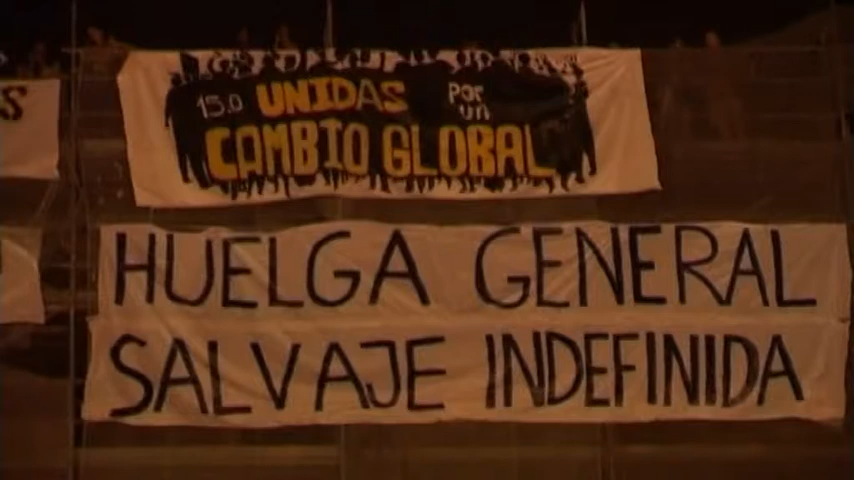 15.O UNIDAS POR UN
CAMBIO GLOBAL
HUELGA GENERAL
SALVAJE INDEFINIDA